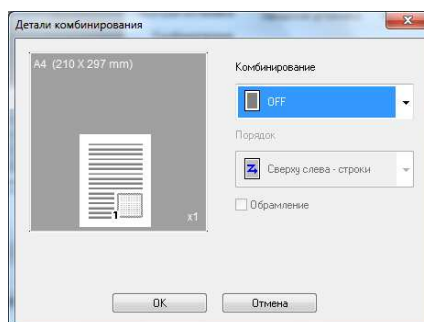 Детали комбинирования
A4 (210 X 297 mm)
1
x1
Комбинирование
OFF
Порядок
Сверху слева - строки
Обрамление
OK
Отмена